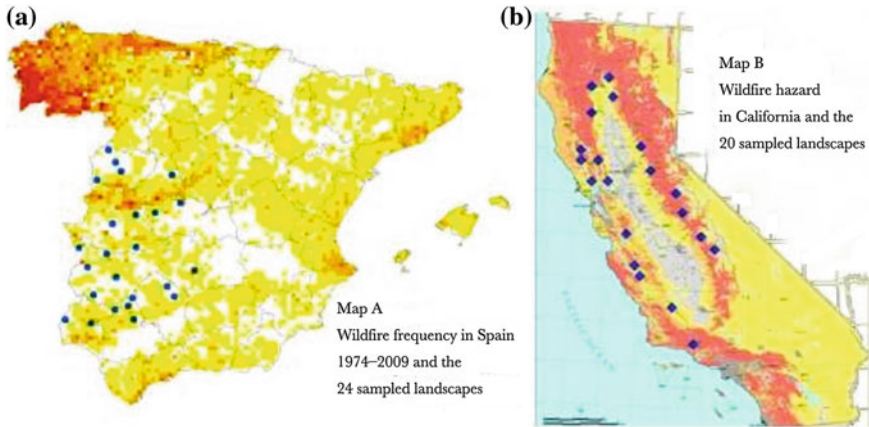 (a)
Map A
Wildfire frequency in Spain
1974–2009 and the
24 sampled landscapes
(b)
Map B
Wildfire hazard
in California and the
20 sampled landscapes